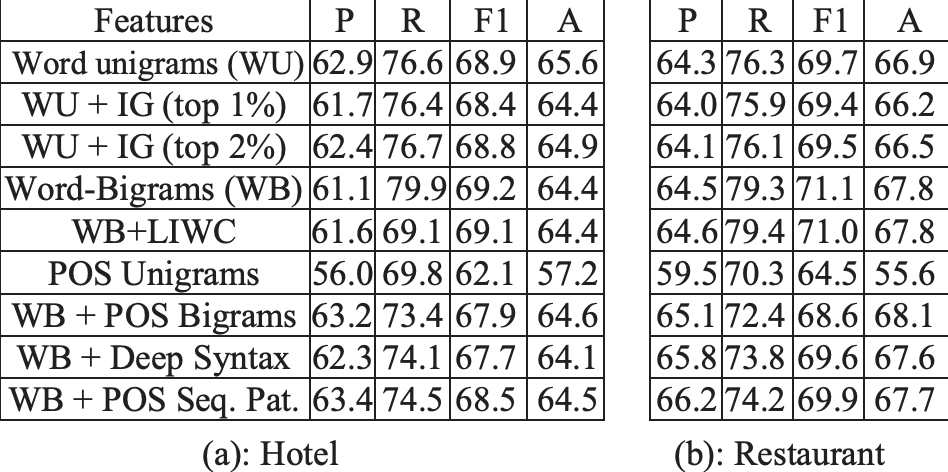 Features P R F1 A P R F1 A
Word unigrams (WU) 62.9 76.6 68.9 65.6 64.3 76.3 69.7 66.9
WU + IG (top 1%) 61.7 76.4 68.4 64.4 64.0 75.9 69.4 66.2
WU + IG (top 2%) 62.4 76.7 68.8 64.9 64.1 76.1 69.5 66.5
Word-Bigrams (WB) 61.1 79.9 69.2 64.4 64.5 79.3 71.1 67.8
WB+LIWC 61.6 69.1 69.1 64.4 64.6 79.4 71.0 67.8
POS Unigrams 56.0 69.8 62.1 57.2 59.5 70.3 64.5 55.6
WB + POS Bigrams 63.2 73.4 67.9 64.6 65.1 72.4 68.6 68.1
WB + Deep Syntax 62.3 74.1 67.7 64.1 65.8 73.8 69.6 67.6
WB + POS Seq. Pat. 63.4 74.5 68.5 64.5 66.2 74.2 69.9 67.7
(a): Hotel (b): Restaurant